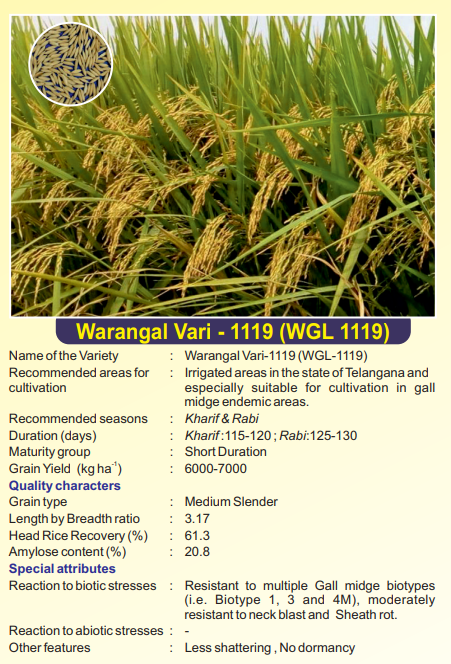 Warangal Vari - 1119 (WGL 1119)
Name of the Variety : Warangal Vari-1119 (WGL-1119)
Recommended areas for cultivation : Irrigated areas in the state of Telangana and
especially suitable for cultivation in gall
midge endemic areas.
Recommended seasons : Kharif & Rabi
Duration (days) : Kharif :115-120 ; Rabi:125-130
Maturity group : Short Duration
Grain Yield (kg ha-1) : 6000-7000
Quality characters
Grain type : Medium Slender
Length by Breadth ratio : 3.17
Head Rice Recovery (%) : 61.3
Amylose content (%) : 20.8
Special attributes
Reaction to biotic stresses : Resistant to multiple Gall midge biotypes
(i.e. Biotype 1, 3 and 4M), moderately
resistant to neck blast and Sheath rot.
Reaction to abiotic stresses : -
Other features : Less shattering , No dormancy